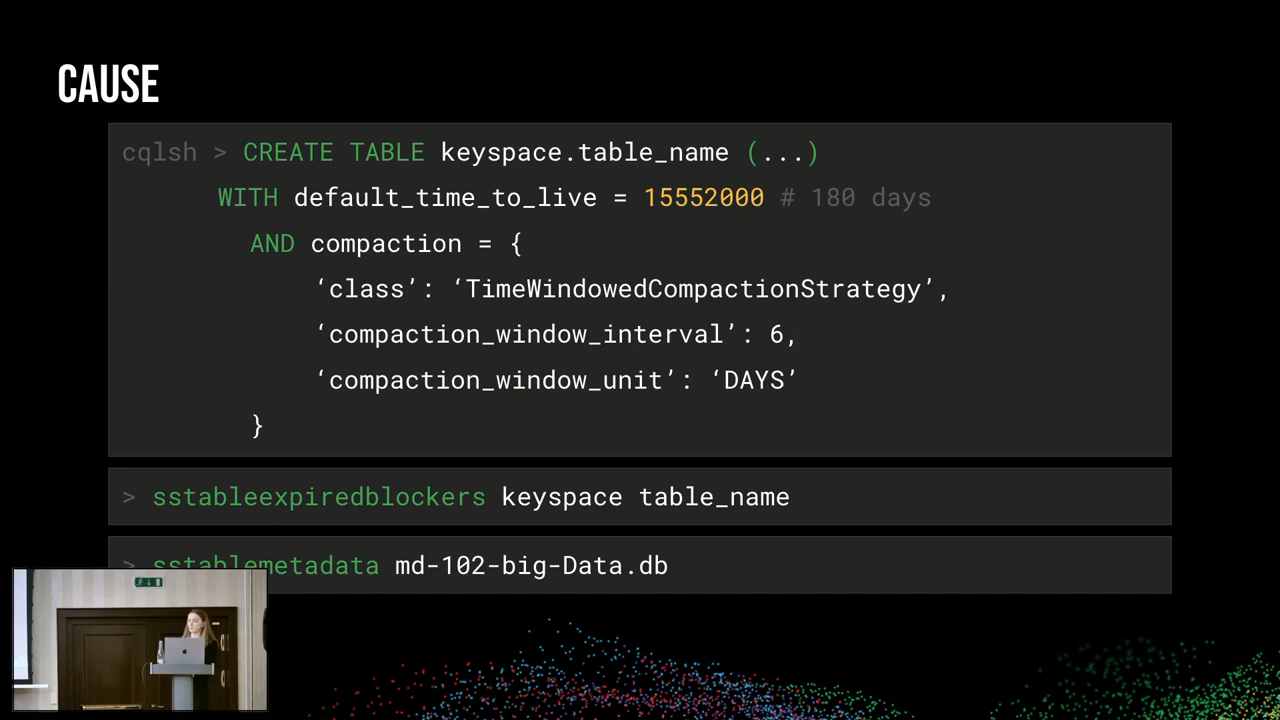 CAUSE
cqlsh > CREATE TABLE keyspace.table_name (...)
WITH default_time_to_live = 15552000 # 180 days
AND compaction = {
‘class’: ‘TimeWindowedCompactionStrategy’,
‘compaction_window_interval’: 6,
‘compaction_window_unit’: ‘DAYS’
}
> sstableexpiredblockers keyspace table_name
> sstablemetadata md-102-big-Data.db